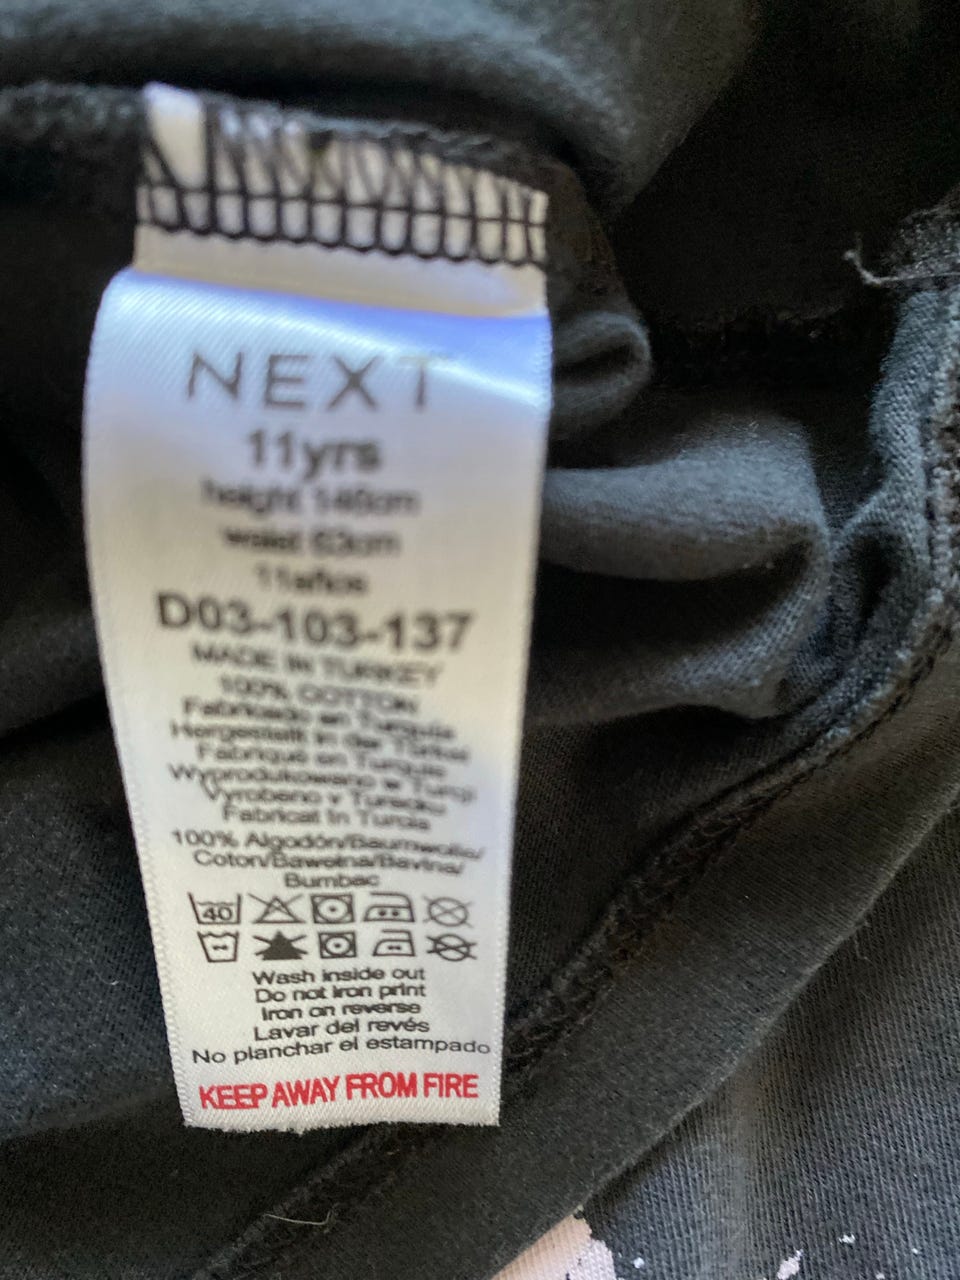 NEXT
11yrs
height 146cm
waist 63cm
11años
D03-103-137
MADE IN TURKEY
100% COTTON
Fabricado en Turquía
Hergestellt in der Türkei
Fabriqué en Turquie
Wyprodukowano w Turcji
Vyrobeno v Turecku
Fabricat în Turcia
100% Algodón/Baumwolle/
Coton/Bawełna/Bavlna/
Bumbac
40
Wash inside out
Do not iron print
Iron on reverse
Lavar del revés
No planchar el estampado
KEEP AWAY FROM FIRE